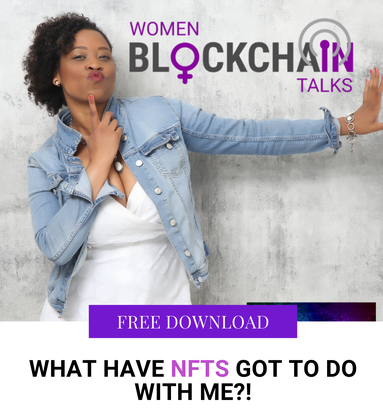 WOMEN
BLOCKCHAIN
TALKS
FREE DOWNLOAD
WHAT HAVE NFTS GOT TO DO
WITH ME?!